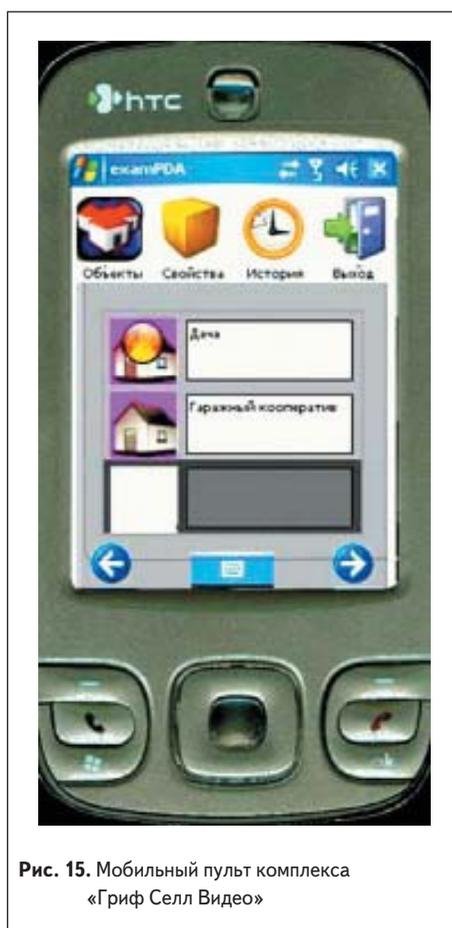 hTC
examPDA
Объекты Свойства История Выход
Дача
Гаражный кооператив
Рис. 15. Мобильный пульт комплекса
«Гриф Селл Видео»